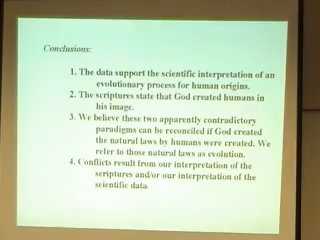 Conclusions:
1. The data support the scientific interpretation of an
evolutionary process for human origins.
2. The scriptures state that God created humans in
his image.
3. We believe these two apparently contradictory
paradigms can be reconciled if God created
the natural laws by humans were created. We
refer to those natural laws as evolution.
4. Conflicts result from our interpretation of the
scriptures and/or our interpretation of the
scientific data.